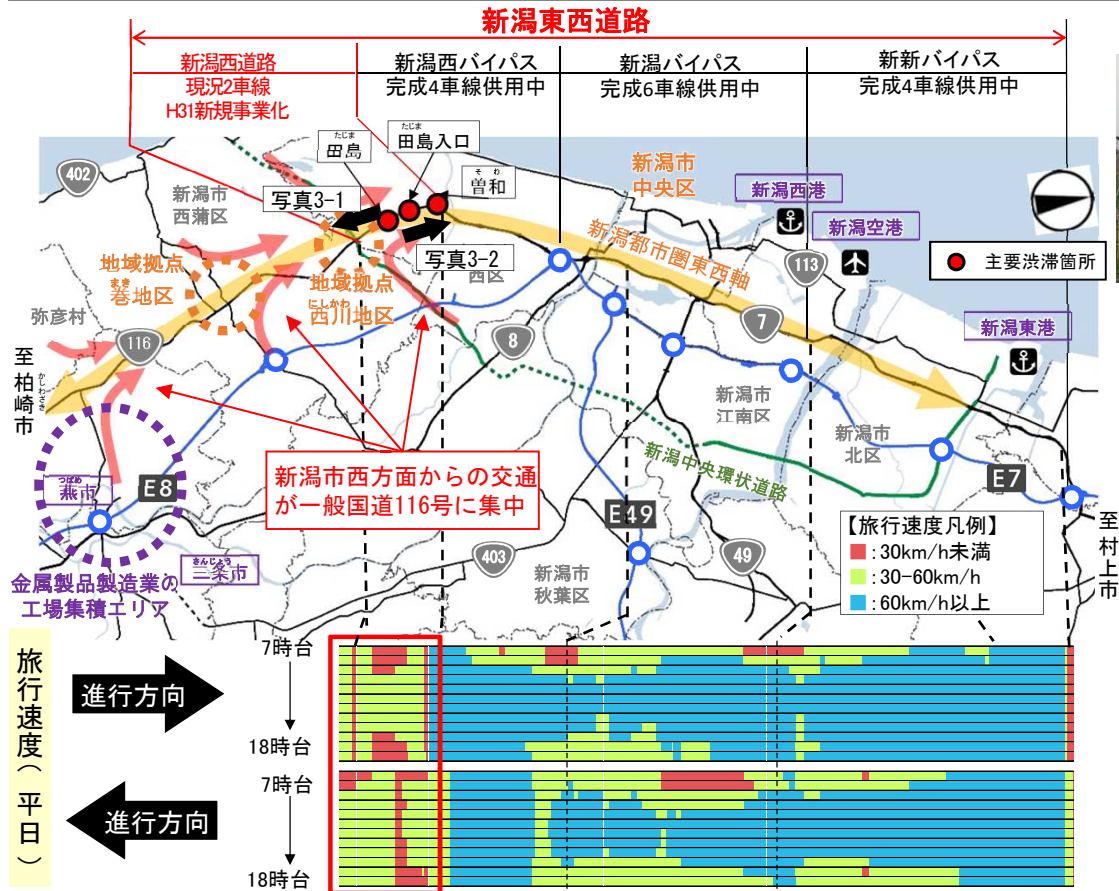 新潟東西道路
新潟西道路
現況2車線
H31新規事業化
新潟西バイパス
完成4車線供用中
新潟バイパス
完成6車線供用中
新新バイパス
完成4車線供用中
たじま
田島
たじま
田島入口
そわ
曽和
402
新潟市
西蒲区
写真3-1
写真3-2
西区
新潟市
中央区
新潟西港
新潟空港
113
主要渋滞箇所
新潟都市圏東西軸
地域拠点
まき
巻地区
地域拠点
にしかわ
西川地区
弥彦村
116
至柏崎市
かしわざき
8
7
新潟東港
新潟市
江南区
新潟市
北区
新潟中央環状道路
新潟市西方面からの交通
が一般国道116号に集中
つばめ
燕市
E8
E49
E7
さんじょう
三条市
403
49
新潟市
秋葉区
金属製品製造業の
工場集積エリア
至村上市
【旅行速度凡例】
:30km/h未満
:30-60km/h
:60km/h以上
旅行速度(平日)
進行方向
7時台
18時台
進行方向
7時台
18時台